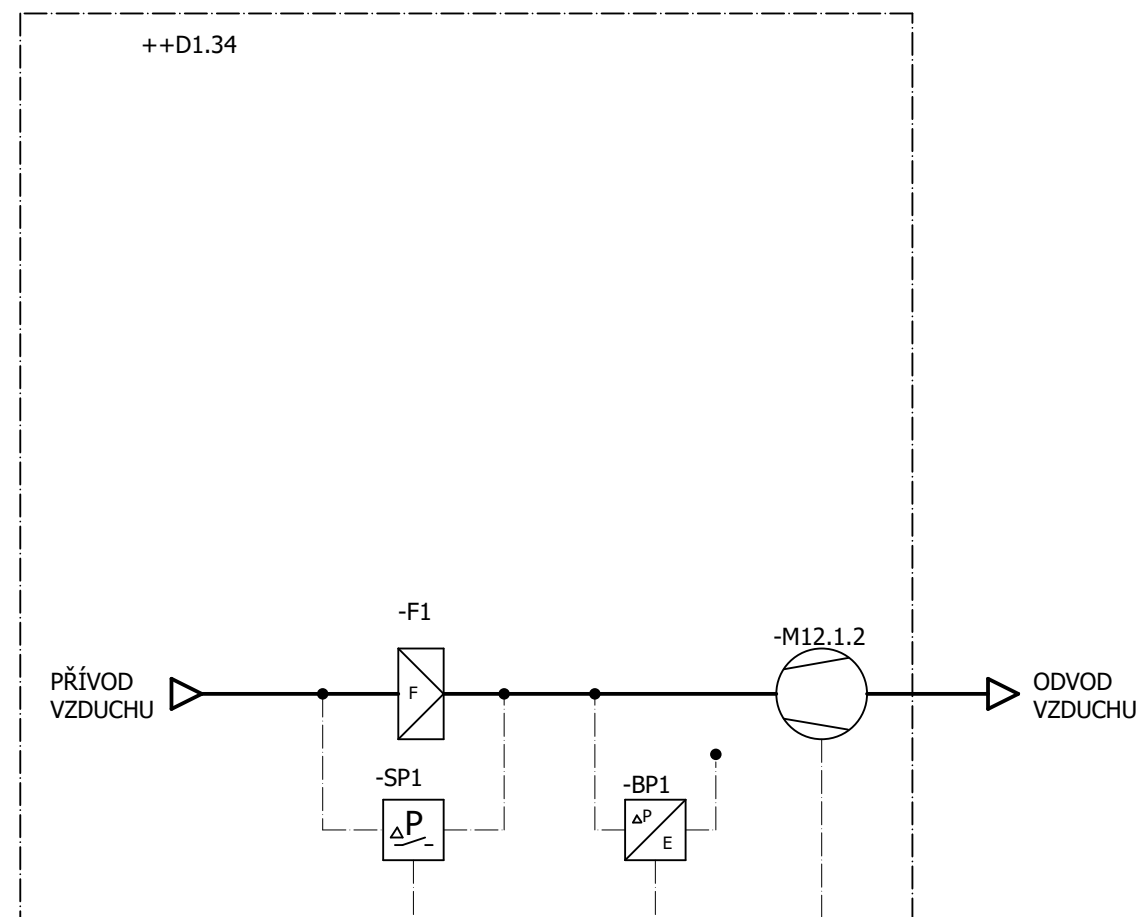 ++D1.34
-F1
-M12.1.2
PŘÍVOD
VZDUCHU
F
ODVOD
VZDUCHU
-SP1
-BP1
ΔP
ΔP
E